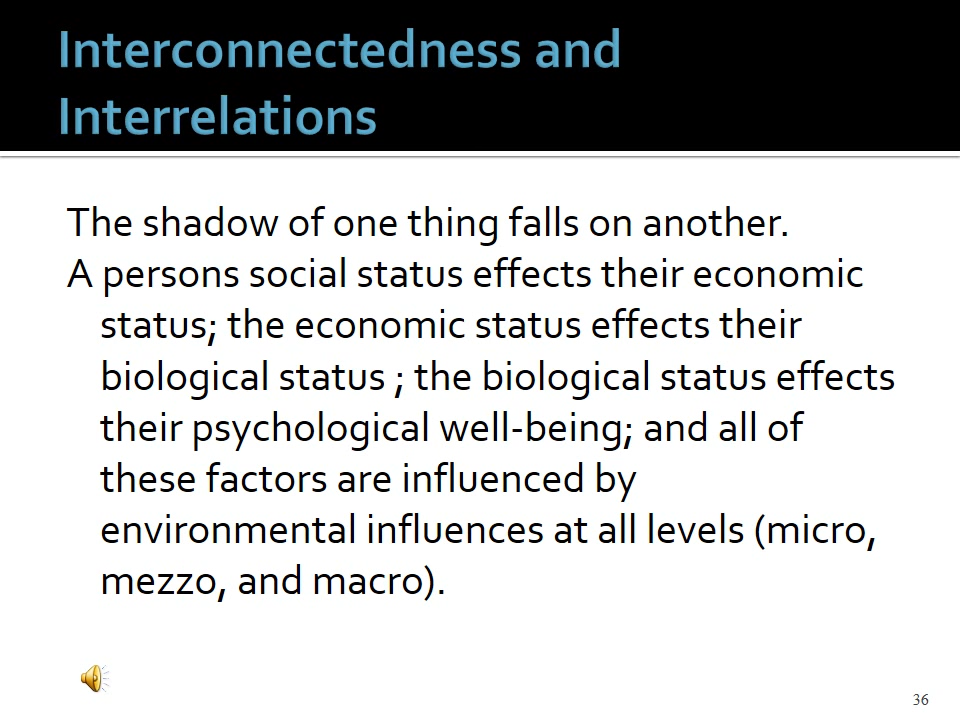 Interconnectedness and
Interrelations
The shadow of one thing falls on another.
A persons social status effects their economic
status; the economic status effects their
biological status ; the biological status effects
their psychological well-being; and all of
these factors are influenced by
environmental influences at all levels (micro,
mezzo, and macro).
36